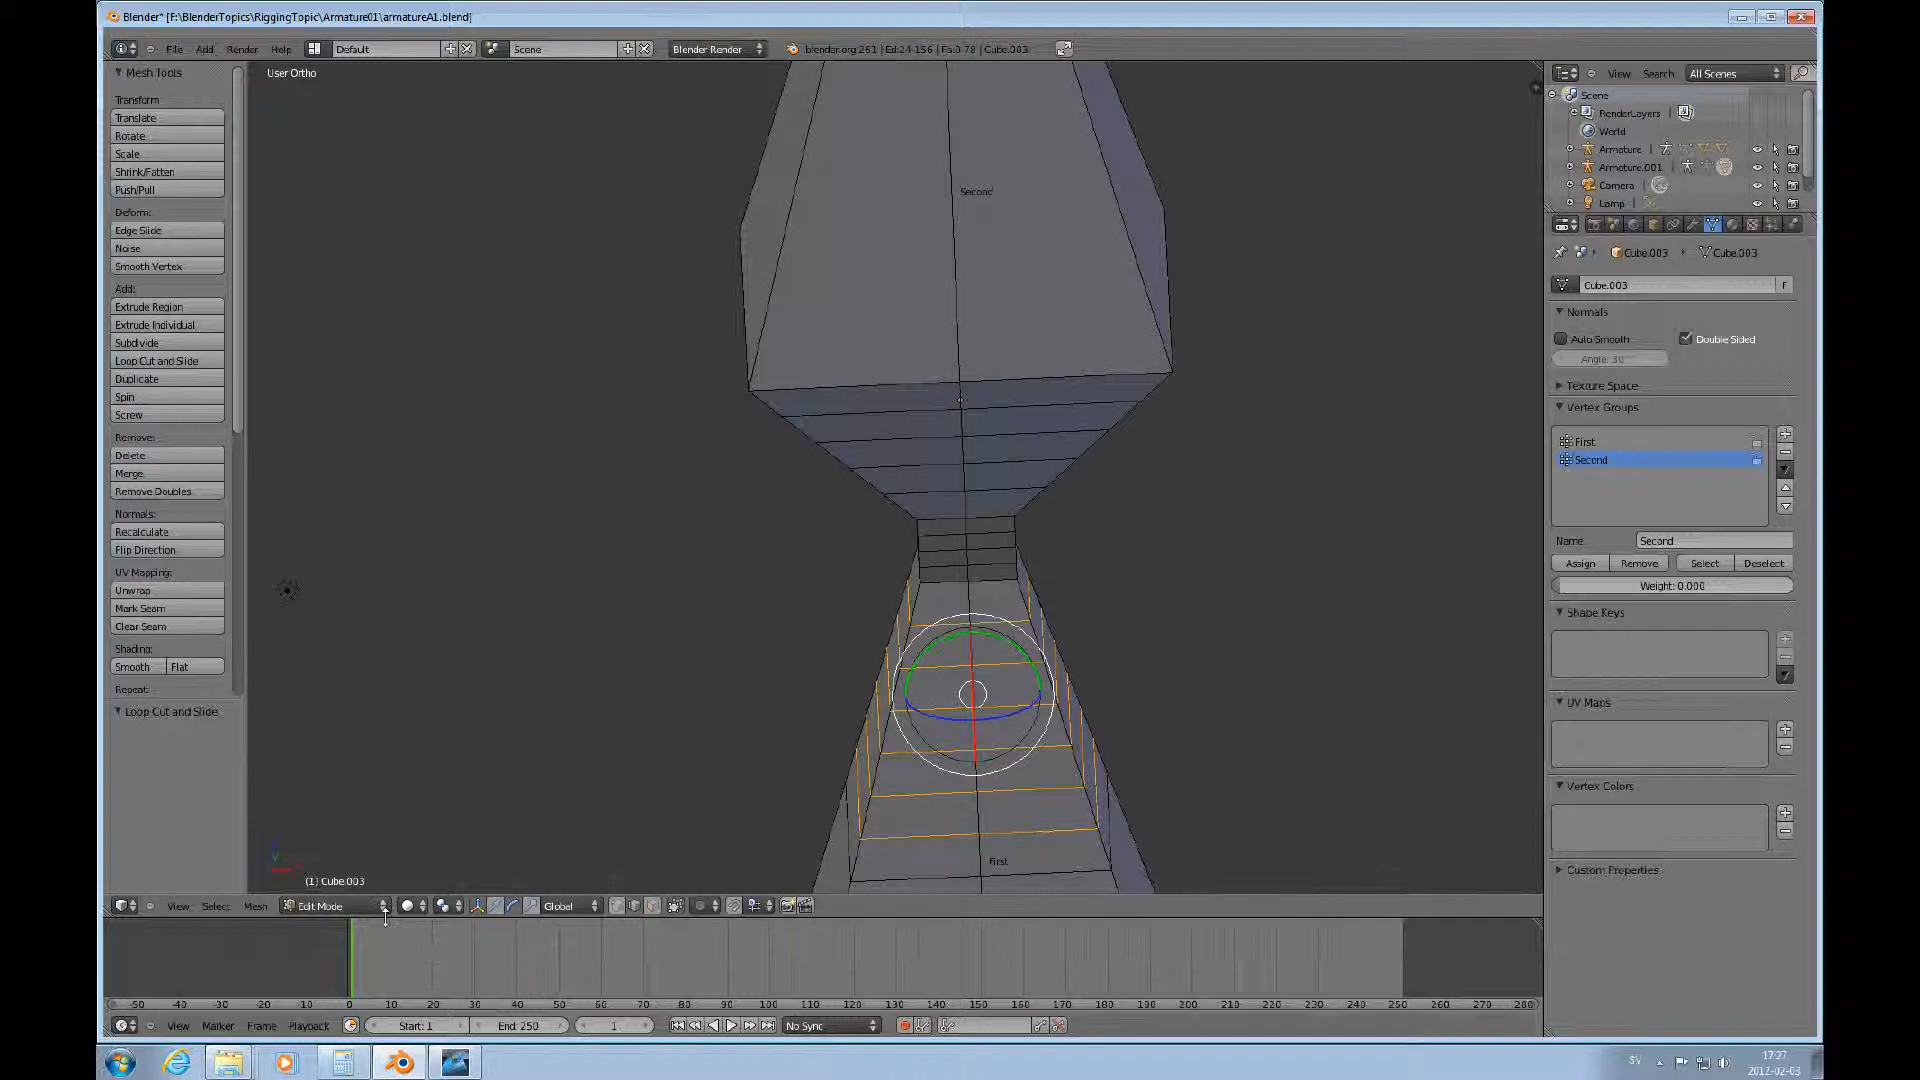 Blender* [F:\BlenderTopics\RiggingTopic\Armature01\armatureA1.blend]
File Add Render Help Default Scene Blender Render blender.org 261 | Ed:24-156 | Fa:0-78 | Cube.003
Mesh Tools
User Ortho
View Search All Scenes
Scene
RenderLayers
World
Armature
Armature.001
Camera
Lamp
Transform
Translate
Rotate
Scale
Shrink/Fatten
Push/Pull
Deform:
Edge Slide
Noise
Smooth Vertex
Add:
Extrude Region
Extrude Individual
Subdivide
Loop Cut and Slide
Duplicate
Spin
Screw
Remove:
Delete
Merge
Remove Doubles
Normals:
Recalculate
Flip Direction
UV Mapping:
Unwrap
Mark Seam
Clear Seam
Shading:
Smooth Flat
Repeat:
Loop Cut and Slide
Second
First
(1) Cube.003
Cube.003 Cube.003
Cube.003 F
Normals
Auto Smooth Double Sided
Angle: 30
Texture Space
Vertex Groups
First
Second
Name Second
Assign Remove Select Deselect
Weight: 0.000
Shape Keys
UV Maps
Vertex Colors
Custom Properties
View Select Mesh Edit Mode Global
-50 -40 -30 -20 -10 0 10 20 30 40 50 60 70 80 90 100 110 120 130 140 150 160 170 180 190 200 210 220 230 240 250 260 270 280
View Marker Frame Playback Start: 1 End: 250 1 No Sync
SV
17:27
2012-02-03